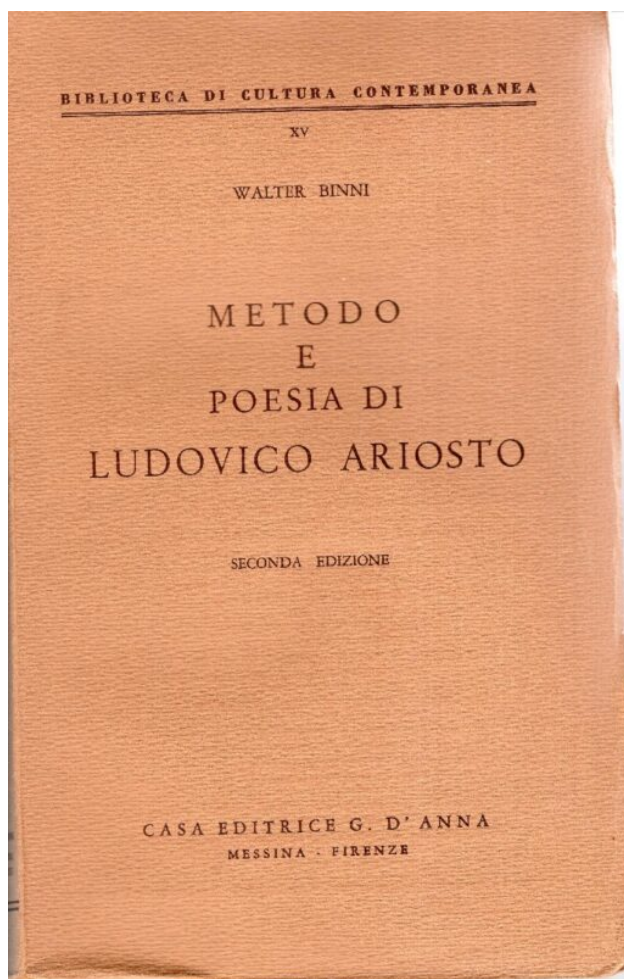 BIBLIOTECA DI CULTURA CONTEMPORANEA
XV
WALTER BINNI
METODO
E
POESIA DI
LUDOVICO ARIOSTO
SECONDA EDIZIONE
CASA EDITRICE G. D'ANNA
MESSINA - FIRENZE